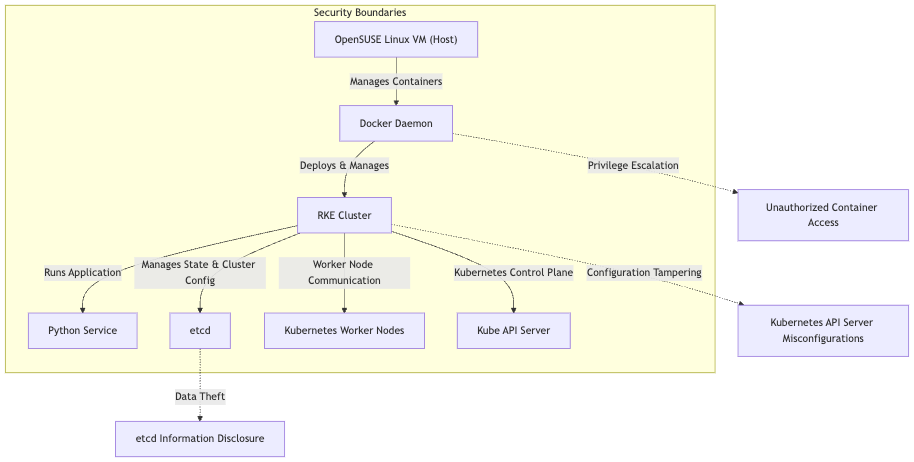 Security Boundaries
OpenSUSE Linux VM (Host)
Manages Containers
Docker Daemon
Deploys & Manages
Privilege Escalation
Unauthorized Container
Access
RKE Cluster
Runs Application
Manages State & Cluster
Config
Worker Node
Communication
Kubernetes Control Plane
Configuration Tampering
Python Service
etcd
Kubernetes Worker Nodes
Kube API Server
Kubernetes API Server
Misconfigurations
Data Theft
etcd Information Disclosure